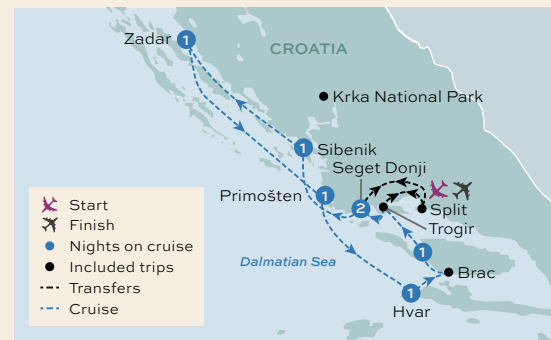 Zadar
1
CROATIA
Krka National Park
1
Sibenik
Seget Donji
Primošten
1
2
Split
Trogir
1
Brac
Dalmatian Sea
1
Hvar
Start
Finish
Nights on cruise
Included trips
Transfers
Cruise